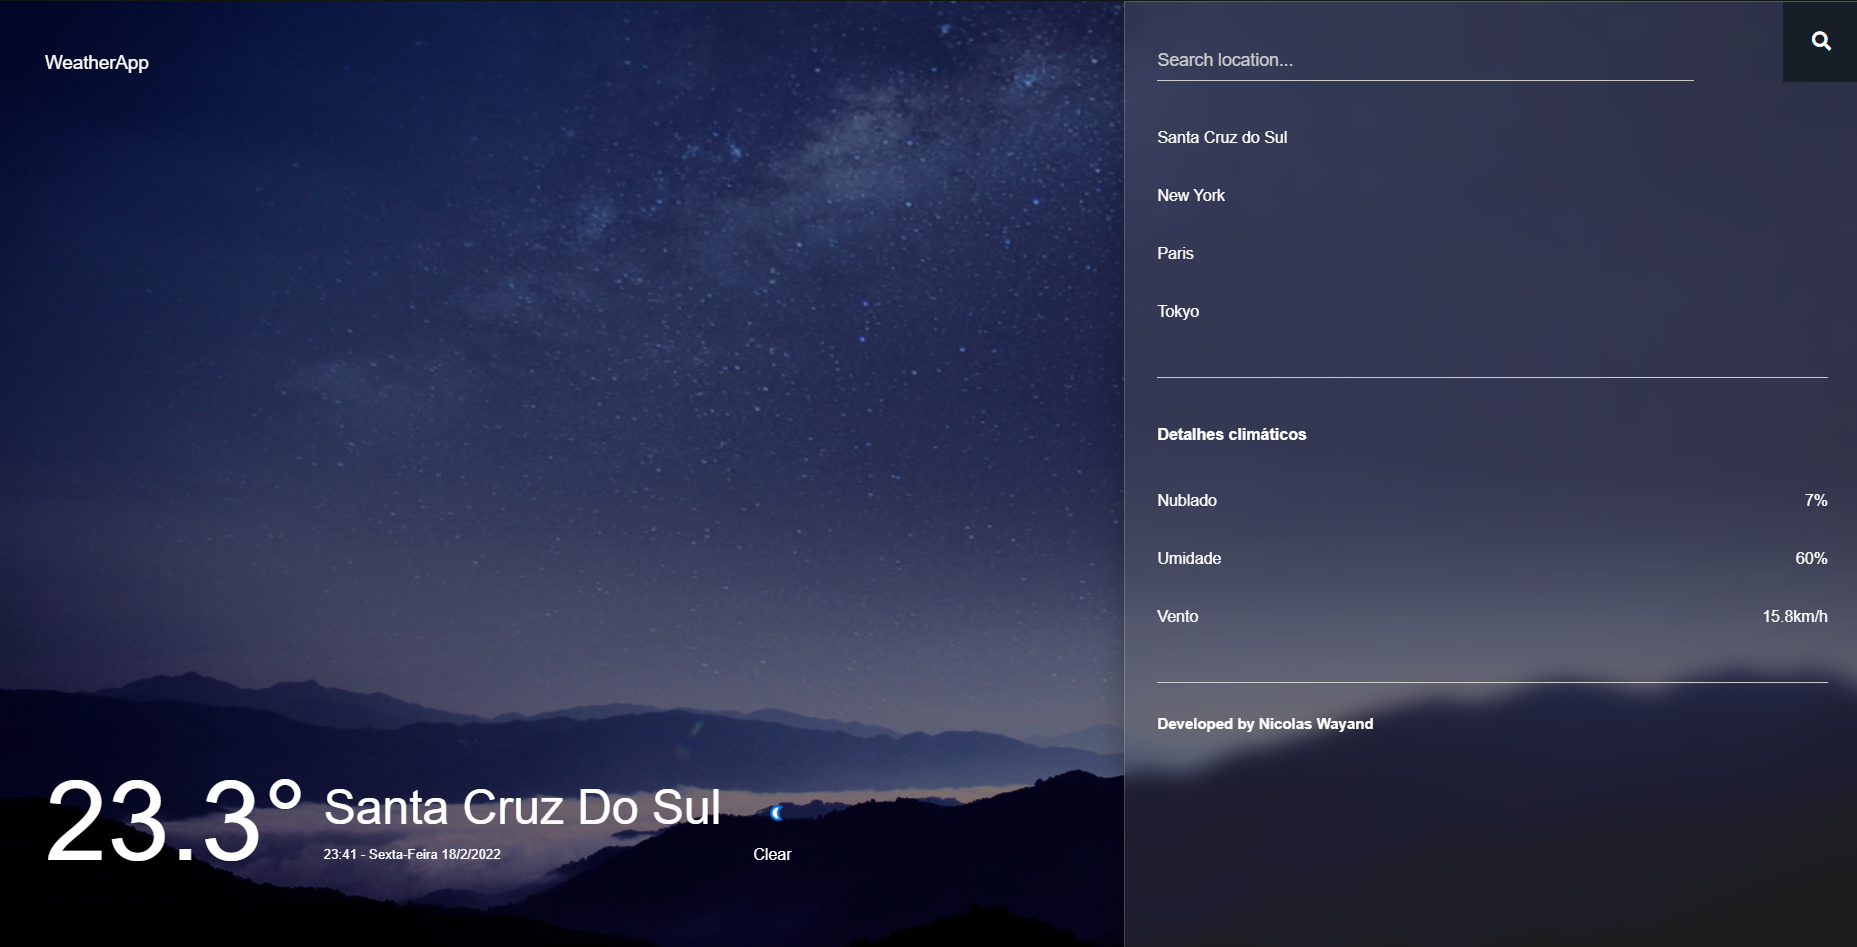 WeatherApp
Search location...
Santa Cruz do Sul
New York
Paris
Tokyo
Detalhes climáticos
Nublado 7%
Umidade 60%
Vento 15.8km/h
Developed by Nicolas Wayand
23.3°
Santa Cruz Do Sul
23:41 - Sexta-Feira 18/2/2022
Clear